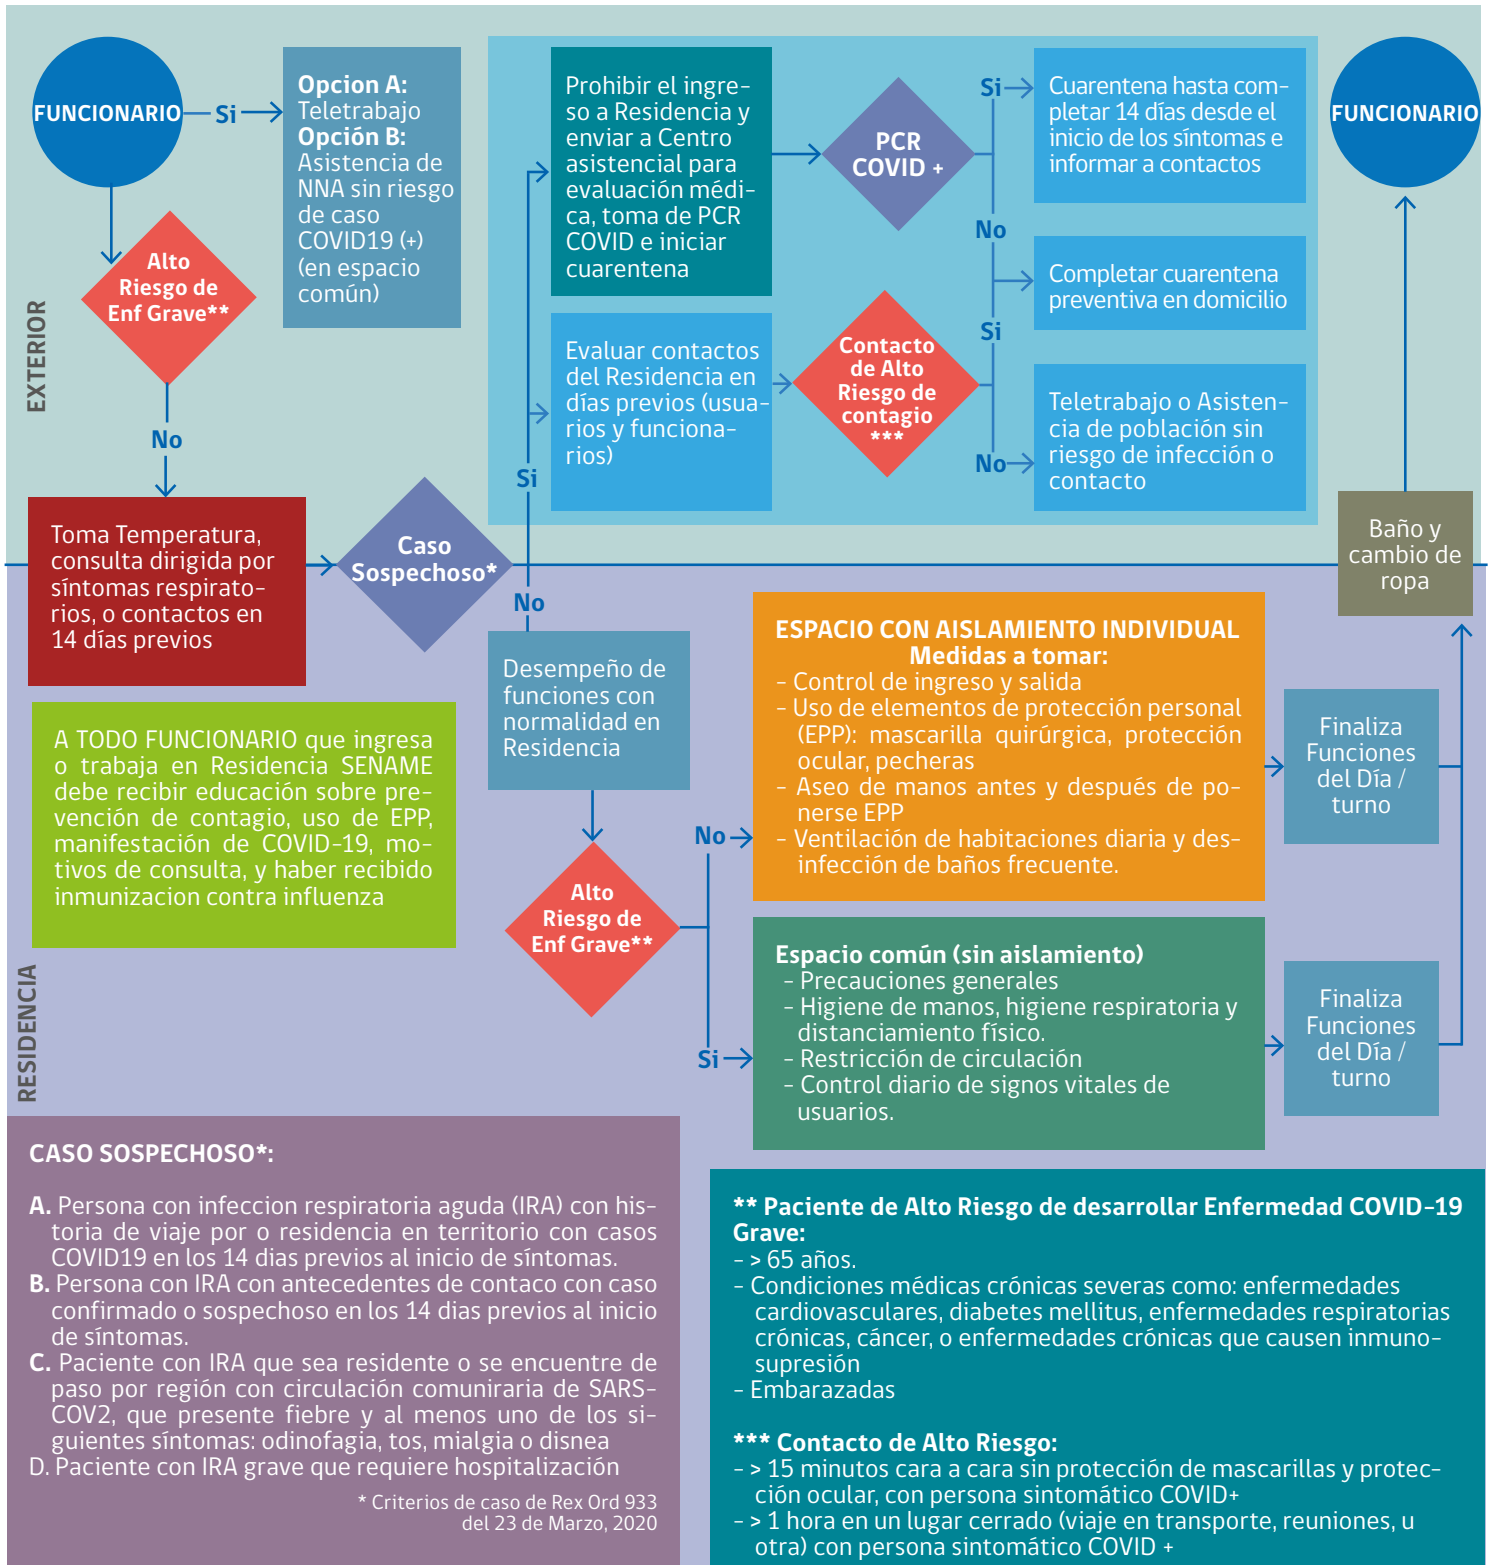 FUNCIONARIO
Si
Opcion A:
Teletrabajo
Opción B:
Asistencia de
NNA sin riesgo
de caso
COVID19 (+)
(en espacio
común)
Alto
Riesgo de
Enf Grave**
No
EXTERIOR
Toma Temperatura,
consulta dirigida por
síntomas respirato-
rios, o contactos en
14 días previos
Caso
Sospechoso*
Si
No
Prohibir el ingre-
so a Residencia y
enviar a Centro
asistencial para
evaluación médi-
ca, toma de PCR
COVID e iniciar
cuarentena
PCR
COVID +
Si
Cuarentena hasta com-
pletar 14 días desde el
inicio de los síntomas e
informar a contactos
No
Completar cuarentena
preventiva en domicilio
Evaluar contactos
del Residencia en
días previos (usua-
rios y funciona-
rios)
Contacto
de Alto
Riesgo de
contagio
***
Si
No
Teletrabajo o Asisten-
cia de población sin
riesgo de infección o
contacto
FUNCIONARIO
Baño y
cambio de
ropa
Desempeño de
funciones con
normalidad en
Residencia
A TODO FUNCIONARIO que ingresa
o trabaja en Residencia SENAME
debe recibir educación sobre pre-
vención de contagio, uso de EPP,
manifestación de COVID-19, mo-
tivos de consulta, y haber recibido
inmunizacion contra influenza
RESIDENCIA
Alto
Riesgo de
Enf Grave**
No
ESPACIO CON AISLAMIENTO INDIVIDUAL
Medidas a tomar:
- Control de ingreso y salida
- Uso de elementos de protección personal
(EPP): mascarilla quirúrgica, protección
ocular, pecheras
- Aseo de manos antes y después de po-
nerse EPP
- Ventilación de habitaciones diaria y des-
infección de baños frecuente.
Finaliza
Funciones
del Día /
turno
Si
Espacio común (sin aislamiento)
- Precauciones generales
- Higiene de manos, higiene respiratoria y
distanciamiento físico.
- Restricción de circulación
- Control diario de signos vitales de
usuarios.
Finaliza
Funciones
del Día /
turno
CASO SOSPECHOSO*:
A. Persona con infeccion respiratoria aguda (IRA) con his-
toria de viaje por o residencia en territorio con casos
COVID19 en los 14 dias previos al inicio de síntomas.
B. Persona con IRA con antecedentes de contaco con caso
confirmado o sospechoso en los 14 dias previos al inicio
de síntomas.
C. Paciente con IRA que sea residente o se encuentre de
paso por región con circulación comuniraria de SARS-
COV2, que presente fiebre y al menos uno de los si-
guientes síntomas: odinofagia, tos, mialgia o disnea
D. Paciente con IRA grave que requiere hospitalización
* Criterios de caso de Rex Ord 933
del 23 de Marzo, 2020
** Paciente de Alto Riesgo de desarrollar Enfermedad COVID-19
Grave:
- > 65 años.
- Condiciones médicas crónicas severas como: enfermedades
cardiovasculares, diabetes mellitus, enfermedades respiratorias
crónicas, cáncer, o enfermedades crónicas que causen inmuno-
supresión
- Embarazadas
*** Contacto de Alto Riesgo:
- > 15 minutos cara a cara sin protección de mascarillas y protec-
ción ocular, con persona sintomático COVID+
- > 1 hora en un lugar cerrado (viaje en transporte, reuniones, u
otra) con persona sintomático COVID +